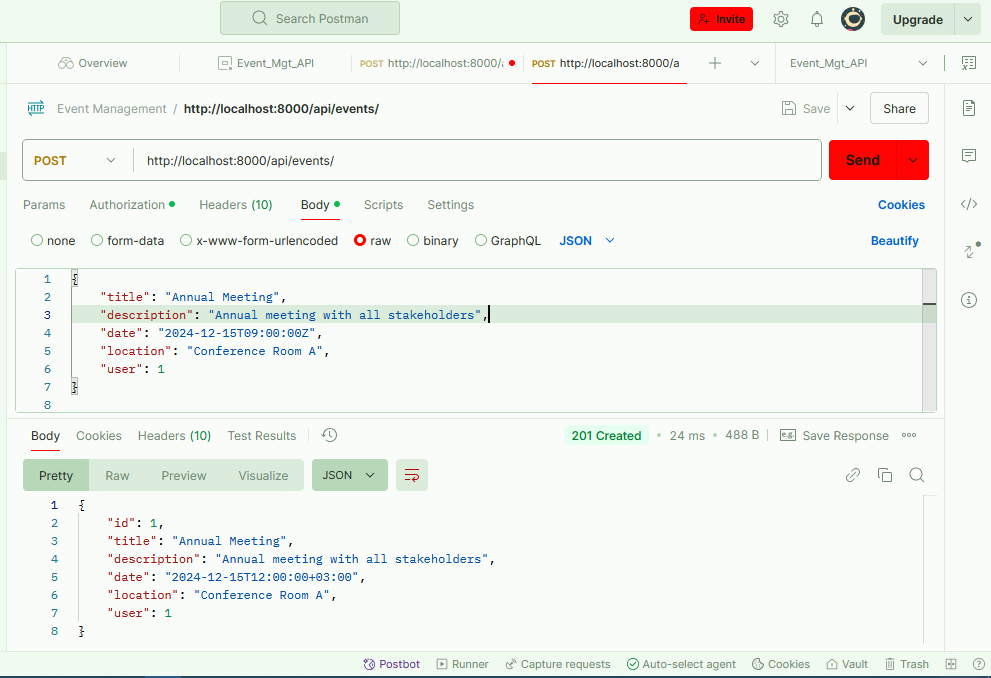 Search Postman
Invite
Upgrade
Overview
Event_Mgt_API
POST http://localhost:8000/a
POST http://localhost:8000/a
Event_Mgt_API
HTTP Event Management / http://localhost:8000/api/events/
Save
Share
POST http://localhost:8000/api/events/
Send
Params Authorization Headers (10) Body Scripts Settings Cookies
none form-data x-www-form-urlencoded raw binary GraphQL JSON Beautify
1 {
2 "title": "Annual Meeting",
3 "description": "Annual meeting with all stakeholders",
4 "date": "2024-12-15T09:00:00Z",
5 "location": "Conference Room A",
6 "user": 1
7 }
8
Body Cookies Headers (10) Test Results 201 Created • 24 ms • 488 B e.g. Save Response
Pretty Raw Preview Visualize JSON
1 {
2 "id": 1,
3 "title": "Annual Meeting",
4 "description": "Annual meeting with all stakeholders",
5 "date": "2024-12-15T12:00:00+03:00",
6 "location": "Conference Room A",
7 "user": 1
8 }
Postbot Runner Capture requests Auto-select agent Cookies Vault Trash